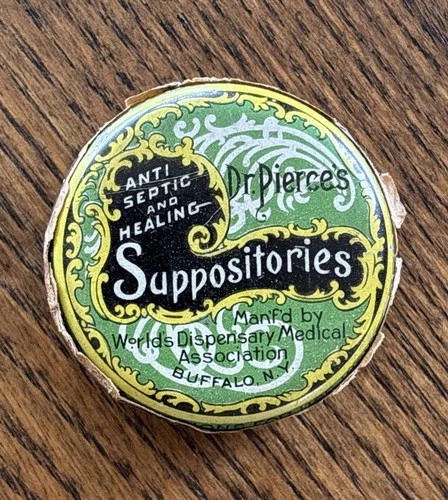 ANTI
SEPTIC
AND
HEALING
Dr. Pierce's
Suppositories
Manf'd by
World's Dispensary Medical
Association
BUFFALO, N.Y.